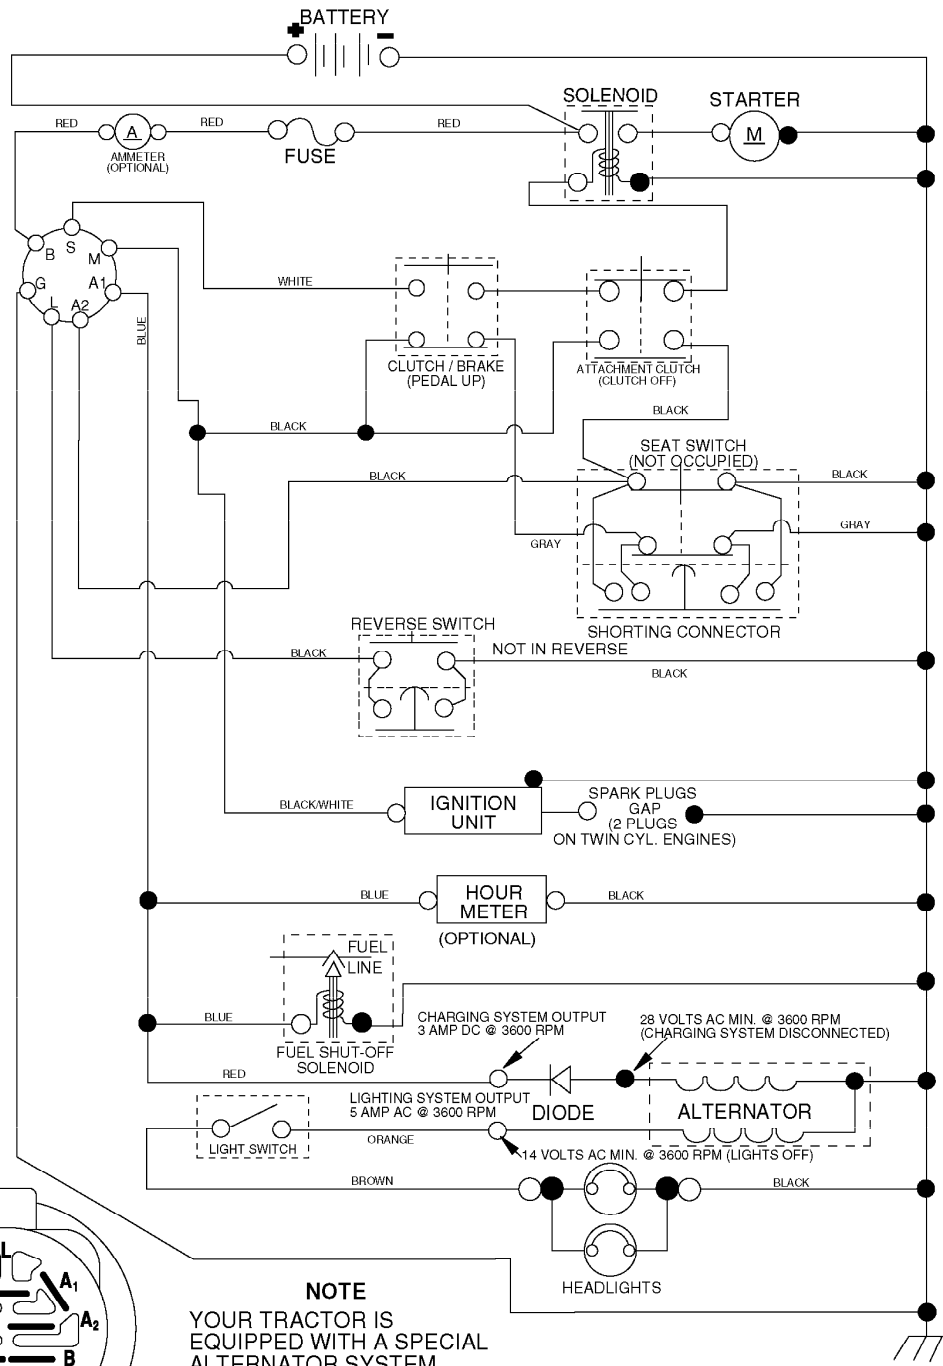 BATTERY
+ -
SOLENOID
STARTER
RED
A
RED
RED
M
AMMETER
(OPTIONAL)
FUSE
B
S
M
G
A1
L
A2
BLUE
WHITE
CLUTCH / BRAKE
(PEDAL UP)
ATTACHMENT CLUTCH
(CLUTCH OFF)
BLACK
BLACK
SEAT SWITCH
(NOT OCCUPIED)
BLACK
BLACK
GRAY
GRAY
SHORTING CONNECTOR
REVERSE SWITCH
BLACK
NOT IN REVERSE
BLACK
BLACK/WHITE
IGNITION
UNIT
SPARK PLUGS
GAP
(2 PLUGS
ON TWIN CYL. ENGINES)
BLUE
HOUR
METER
BLACK
(OPTIONAL)
FUEL
LINE
BLUE
FUEL SHUT-OFF
SOLENOID
CHARGING SYSTEM OUTPUT
3 AMP DC @ 3600 RPM
28 VOLTS AC MIN. @ 3600 RPM
(CHARGING SYSTEM DISCONNECTED)
RED
LIGHTING SYSTEM OUTPUT
5 AMP AC @ 3600 RPM
DIODE
ALTERNATOR
LIGHT SWITCH
ORANGE
14 VOLTS AC MIN. @ 3600 RPM (LIGHTS OFF)
BROWN
BLACK
HEADLIGHTS
L
A1
A2
B
NOTE
YOUR TRACTOR IS
EQUIPPED WITH A SPECIAL
ALTERNATOR SYSTEM